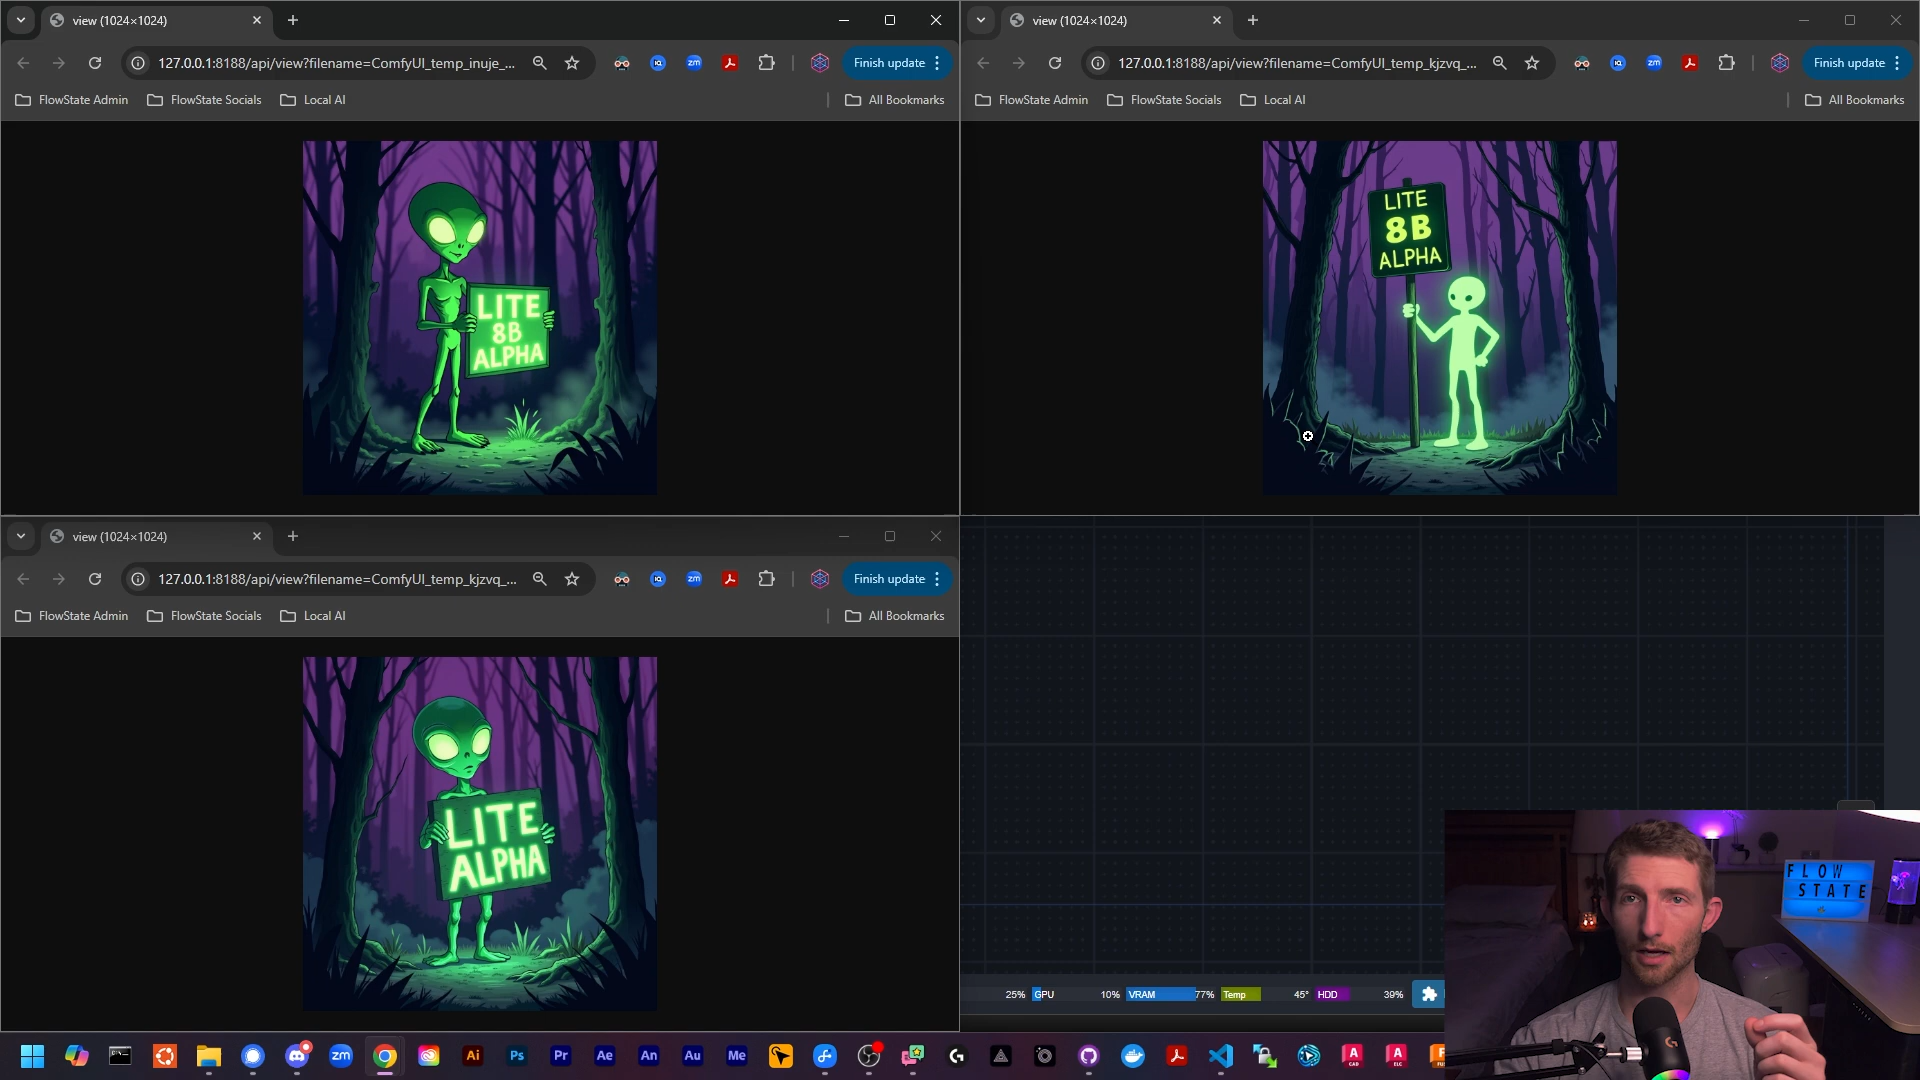 view (1024×1024)
127.0.0.1:8188/api/view?filename=ComfyUI_temp_inuje_...
Finish update
FlowState Admin
FlowState Socials
Local AI
All Bookmarks
LITE
8B
ALPHA
view (1024×1024)
127.0.0.1:8188/api/view?filename=ComfyUI_temp_kjzvq_...
Finish update
FlowState Admin
FlowState Socials
Local AI
All Bookmarks
LITE
8B
ALPHA
view (1024×1024)
127.0.0.1:8188/api/view?filename=ComfyUI_temp_kjzvq_...
Finish update
FlowState Admin
FlowState Socials
Local AI
All Bookmarks
LITE
ALPHA
25% GPU 10% VRAM 77% Temp 45° HDD 39%
FLOW
STATE
zm Ai Ps Pr Ae An Au Me